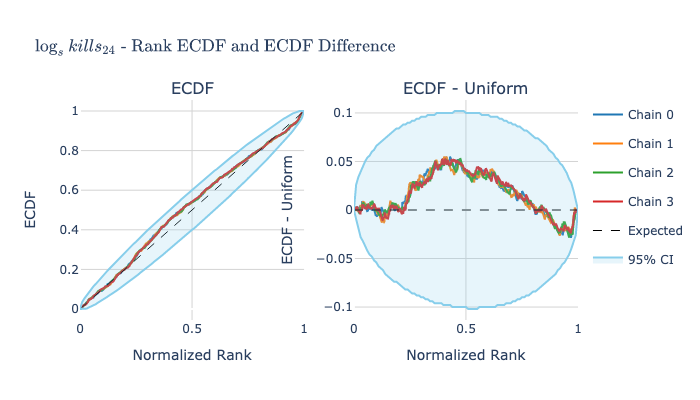 log_s kills_24 - Rank ECDF and ECDF Difference
ECDF
ECDF - Uniform
1
0.8
0.6
0.4
0.2
0
0
0.5
1
ECDF
Normalized Rank
0.1
0.05
0
−0.05
−0.1
0
0.5
1
ECDF - Uniform
Normalized Rank
Chain 0
Chain 1
Chain 2
Chain 3
Expected
95% CI